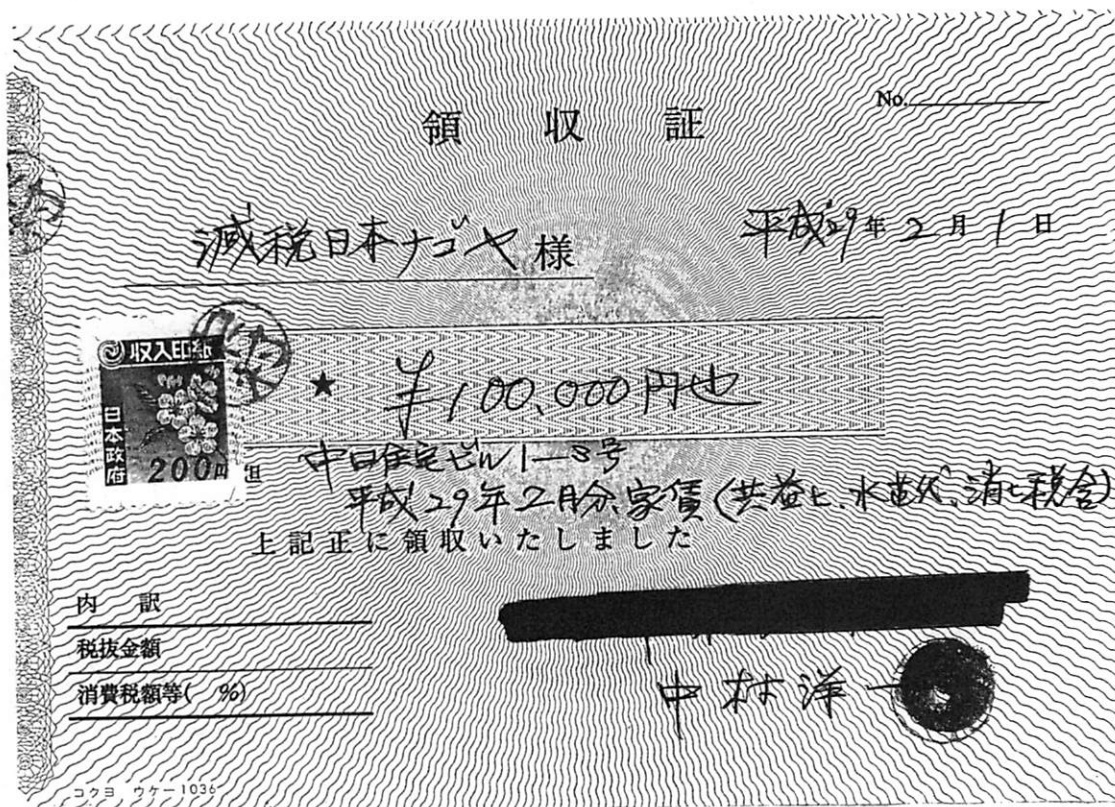 No.
領収証
減税日本ナゴヤ 様
平成29年2月1日
収入印紙
日本政府
200円
★ ¥100,000円也
但 中日住宅ビル1-3号
平成29年2月分家賃(共益ヒ、水道代、消ヒ税含)
上記正に領収いたしました
内訳
税抜金額
消費税額等( %)
中村洋一
コクヨ ウケ-1036